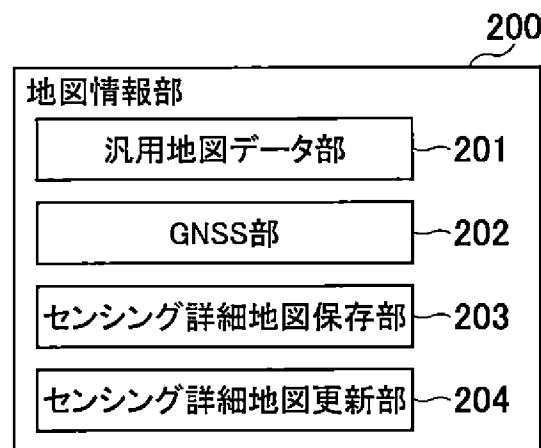 200
地図情報部
汎用地図データ部 201
GNSS部 202
センシング詳細地図保存部 203
センシング詳細地図更新部 204